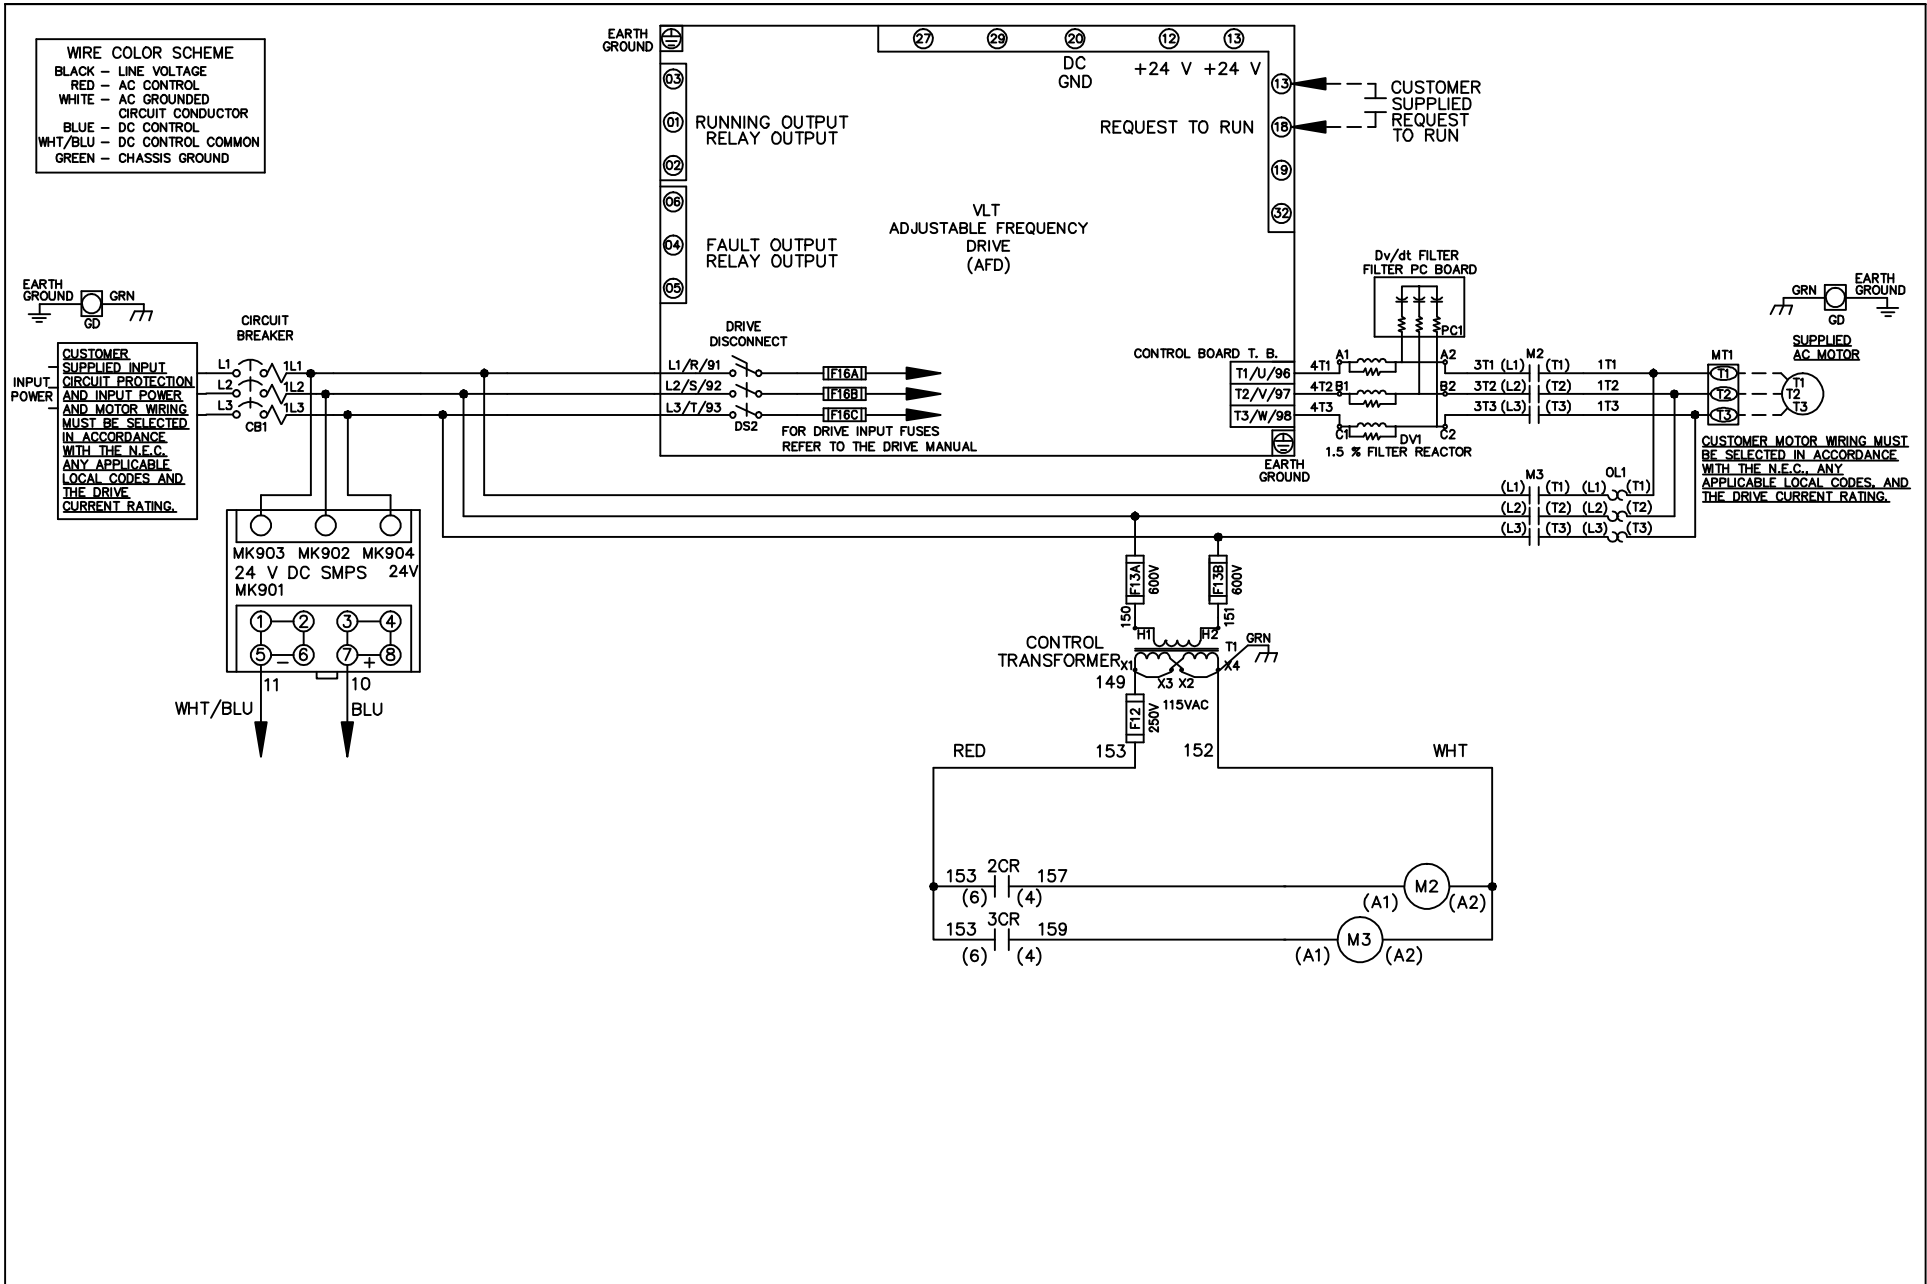 WIRE COLOR SCHEME
BLACK – LINE VOLTAGE
RED – AC CONTROL
WHITE – AC GROUNDED
CIRCUIT CONDUCTOR
BLUE – DC CONTROL
WHT/BLU – DC CONTROL COMMON
GREEN – CHASSIS GROUND
EARTH
GROUND
27 29 20 12 13
DC
GND
+24 V +24 V
03
01
02
RUNNING OUTPUT
RELAY OUTPUT
06
04
05
FAULT OUTPUT
RELAY OUTPUT
13
REQUEST TO RUN 18
19
32
CUSTOMER
SUPPLIED
REQUEST
TO RUN
VLT
ADJUSTABLE FREQUENCY
DRIVE
(AFD)
EARTH
GROUND
GRN
GD
INPUT
POWER
CUSTOMER
SUPPLIED INPUT
CIRCUIT PROTECTION
AND INPUT POWER
AND MOTOR WIRING
MUST BE SELECTED
IN ACCORDANCE
WITH THE N.E.C.
ANY APPLICABLE
LOCAL CODES AND
THE DRIVE
CURRENT RATING.
CIRCUIT
BREAKER
L1 1L1
L2 1L2
L3 1L3
CB1
DRIVE
DISCONNECT
L1/R/91 F16A
L2/S/92 F16B
L3/T/93 F16C
DS2
FOR DRIVE INPUT FUSES
REFER TO THE DRIVE MANUAL
CONTROL BOARD T. B.
T1/U/96
T2/V/97
T3/W/98
EARTH
GROUND
Dv/dt FILTER
FILTER PC BOARD
PC1
4T1 A1 A2
4T2 B1 B2
4T3 C1 C2
DV1
1.5 % FILTER REACTOR
M2
3T1 (L1) (T1) 1T1
3T2 (L2) (T2) 1T2
3T3 (L3) (T3) 1T3
MT1
T1
T2
T3
GRN
EARTH
GROUND
GD
SUPPLIED
AC MOTOR
T1
T2
T3
CUSTOMER MOTOR WIRING MUST
BE SELECTED IN ACCORDANCE
WITH THE N.E.C., ANY
APPLICABLE LOCAL CODES, AND
THE DRIVE CURRENT RATING.
M3 OL1
(L1) (T1) (L1) (T1)
(L2) (T2) (L2) (T2)
(L3) (T3) (L3) (T3)
MK903 MK902 MK904
24 V DC SMPS 24V
MK901
1 2 3 4
5 – 6 7 + 8
11 10
WHT/BLU BLU
F13A
600V
F13B
600V
150
151
H1 H2
CONTROL
TRANSFORMER
T1
GRN
X1 X4
X3 X2
149
115VAC
F12
250V
RED 153 152 WHT
153 2CR 157
(6) (4)
M2
(A1) (A2)
153 3CR 159
(6) (4)
M3
(A1) (A2)